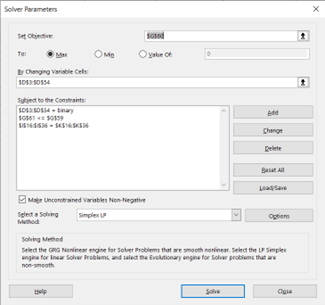 Solver Parameters
Set Objective:
$G$60
To:
Max
Min
Value Of:
0
By Changing Variable Cells:
$D$3:$D$54
Subject to the Constraints:
$D$3:$D$54 = binary
$G$61 <= $G$59
$I$16:$I$36 = $K$16:$K$36
Add
Change
Delete
Reset All
Load/Save
Make Unconstrained Variables Non-Negative
Select a Solving
Method:
Simplex LP
Options
Solving Method
Select the GRG Nonlinear engine for Solver Problems that are smooth nonlinear. Select the LP Simplex
engine for linear Solver Problems, and select the Evolutionary engine for Solver problems that are
non-smooth.
Help
Solve
Close